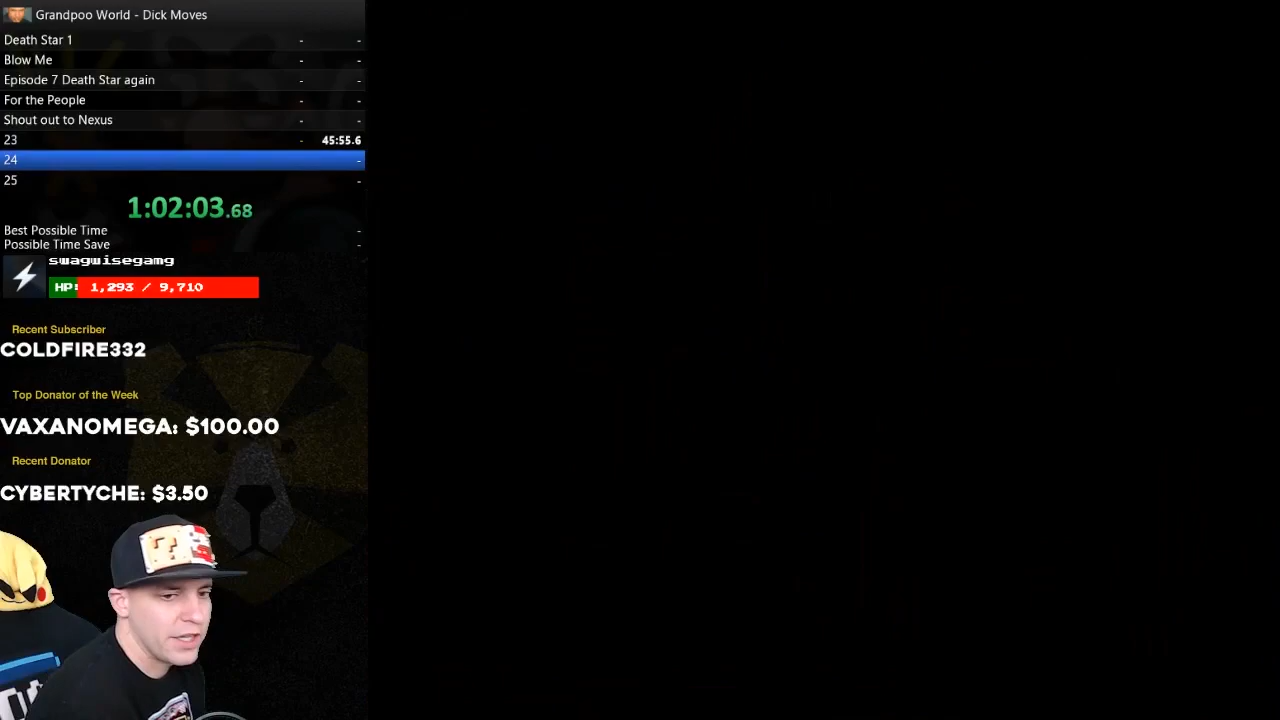 Grandpoo World - Dick Moves
Death Star 1 - -
Blow Me - -
Episode 7 Death Star again - -
For the People - -
Shout out to Nexus - -
23 - 45:55.6
24 -
25 -
1:02:03.68
Best Possible Time -
Possible Time Save -
swagwisegamg
HP: 1,293 / 9,710
Recent Subscriber
COLDFIRE332
Top Donator of the Week
VAXANOMEGA: $100.00
Recent Donator
CYBERTYCHE: $3.50